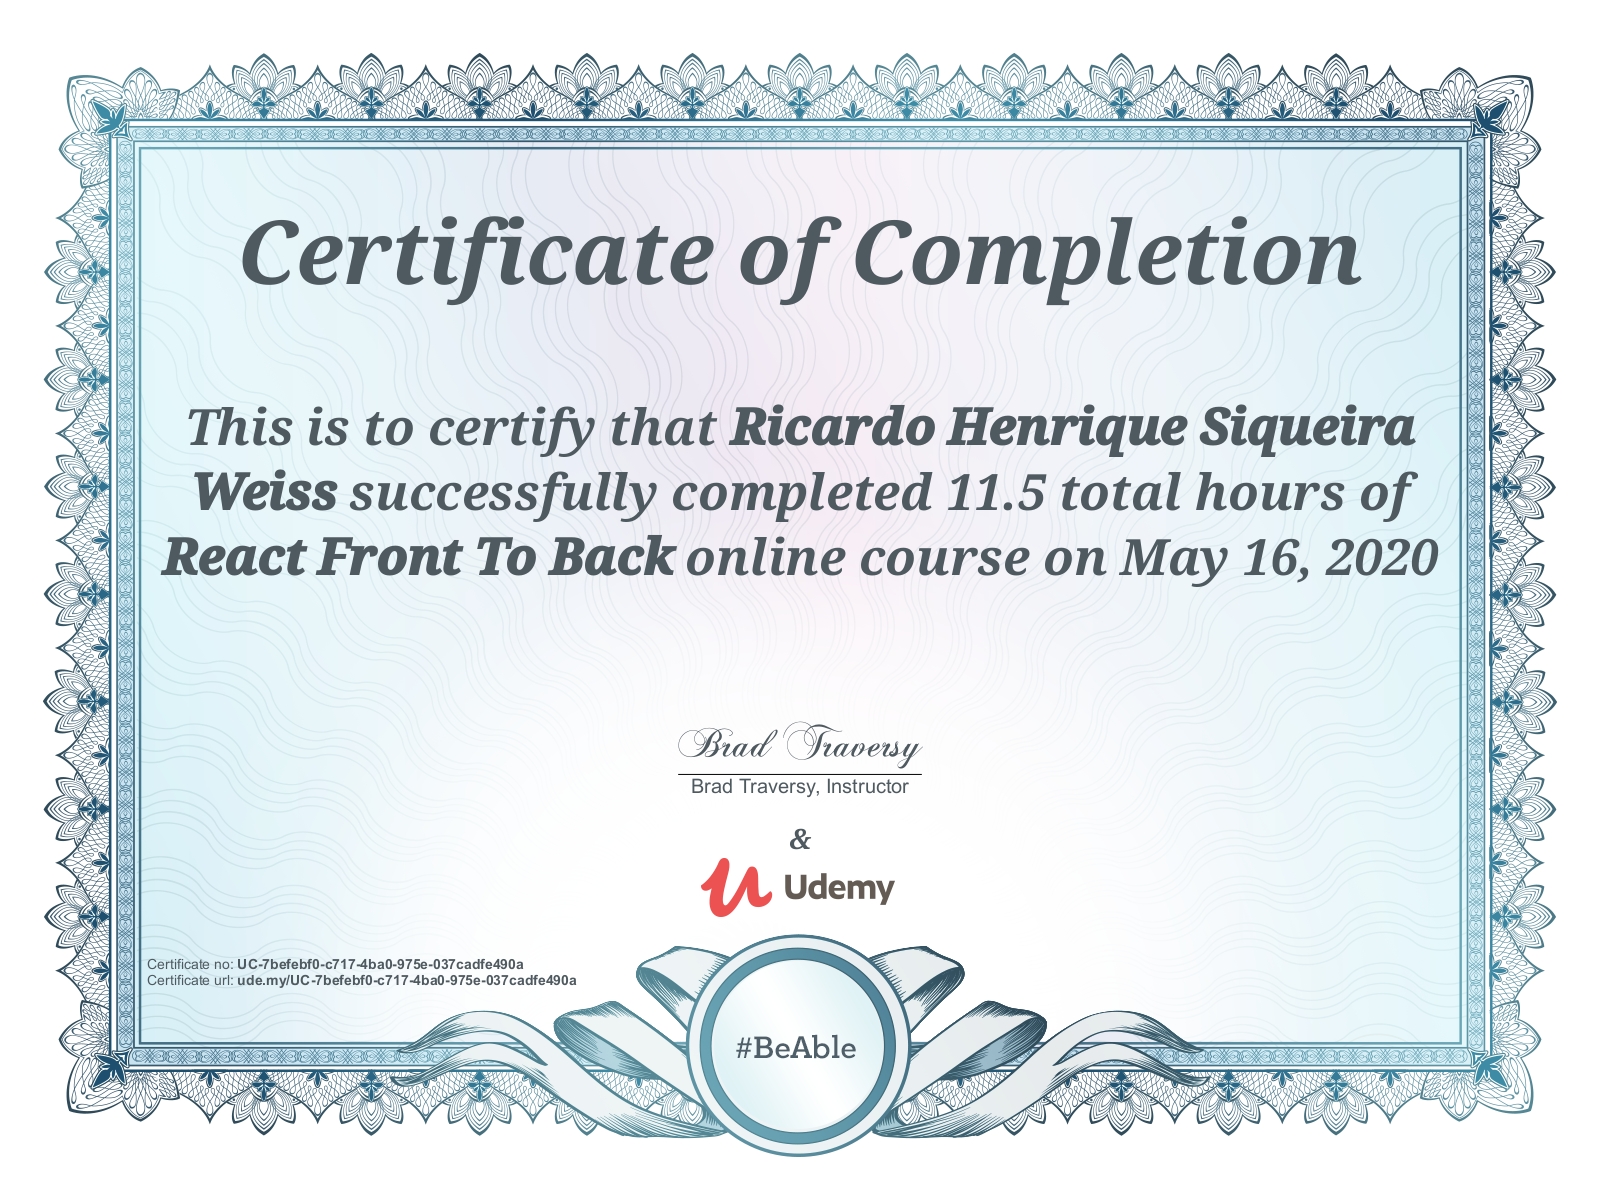 Certificate of Completion
This is to certify that Ricardo Henrique Siqueira
Weiss successfully completed 11.5 total hours of
React Front To Back online course on May 16, 2020
Brad Traversy
Brad Traversy, Instructor
&
Udemy
Certificate no: UC-7befebf0-c717-4ba0-975e-037cadfe490a
Certificate url: ude.my/UC-7befebf0-c717-4ba0-975e-037cadfe490a
#BeAble